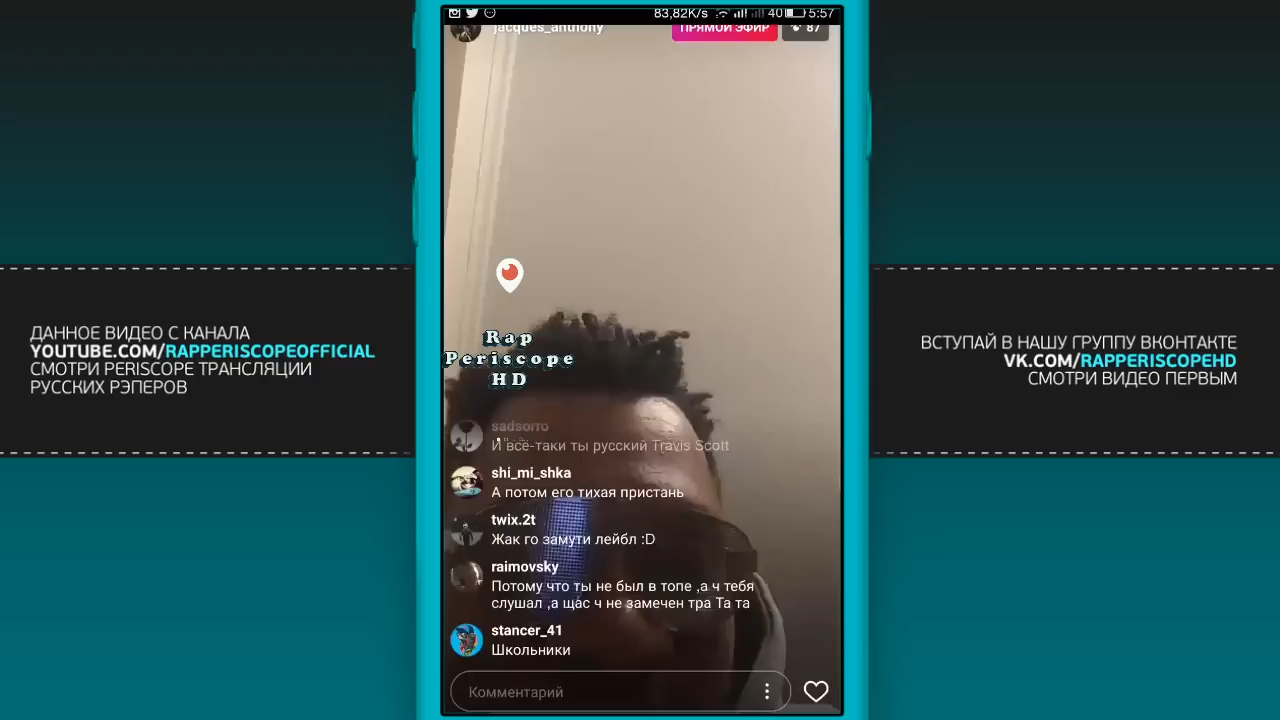 83,82K/s 40 5:57
jacques_anthony ПРЯМОЙ ЭФИР 87
ДАННОЕ ВИДЕО С КАНАЛА
YOUTUBE.COM/RAPPERISCOPEOFFICIAL
СМОТРИ PERISCOPE ТРАНСЛЯЦИИ
РУССКИХ РЭПЕРОВ
Rap
Periscope
HD
sadsorro
И всё-таки ты русский Travis Scott
shi_mi_shka
А потом его тихая пристань
twix.2t
Жак го замути лейбл :D
raimovsky
Потому что ты не был в топе ,а ч тебя
слушал ,а щас ч не замечен тра Та та
stancer_41
Школьники
Комментарий
ВСТУПАЙ В НАШУ ГРУППУ ВКОНТАКТЕ
VK.COM/RAPPERISCOPEHD
СМОТРИ ВИДЕО ПЕРВЫМ